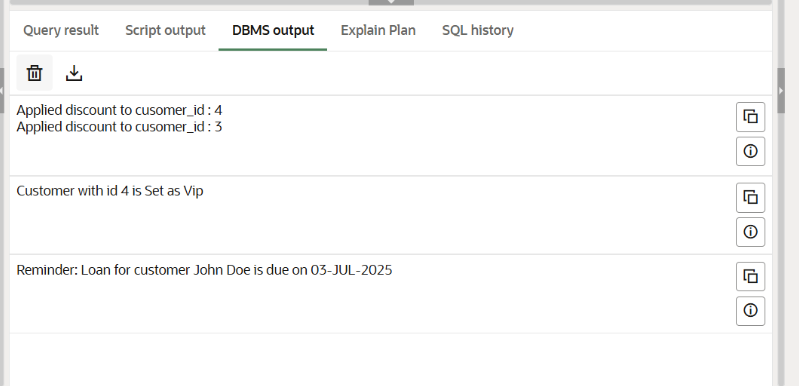 Query result Script output DBMS output Explain Plan SQL history
Applied discount to cusomer_id : 4
Applied discount to cusomer_id : 3
Customer with id 4 is Set as Vip
Reminder: Loan for customer John Doe is due on 03-JUL-2025